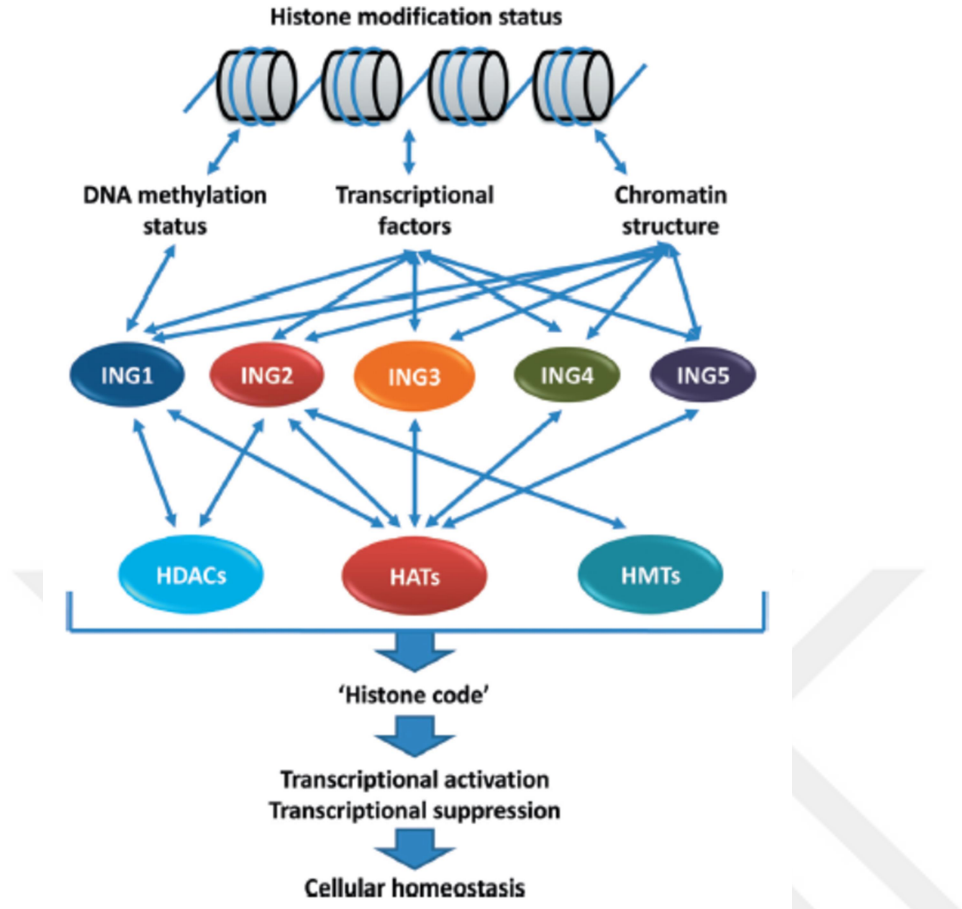 Histone modification status
DNA methylation
status
Transcriptional
factors
Chromatin
structure
ING1
ING2
ING3
ING4
ING5
HDACs
HATs
HMTs
‘Histone code’
Transcriptional activation
Transcriptional suppression
Cellular homeostasis